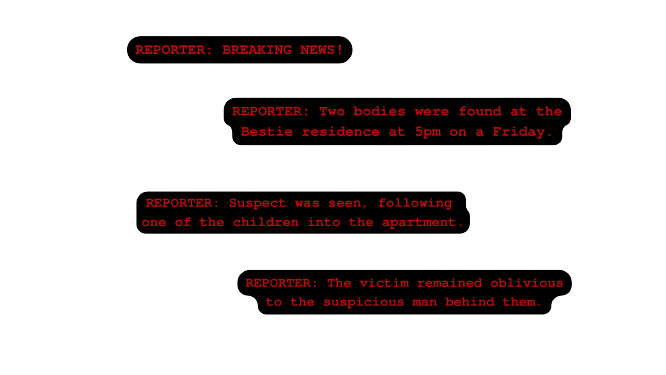 REPORTER: BREAKING NEWS!
REPORTER: Two bodies were found at the
Bestie residence at 5pm on a Friday.
REPORTER: Suspect was seen, following
one of the children into the apartment.
REPORTER: The victim remained oblivious
to the suspicious man behind them.